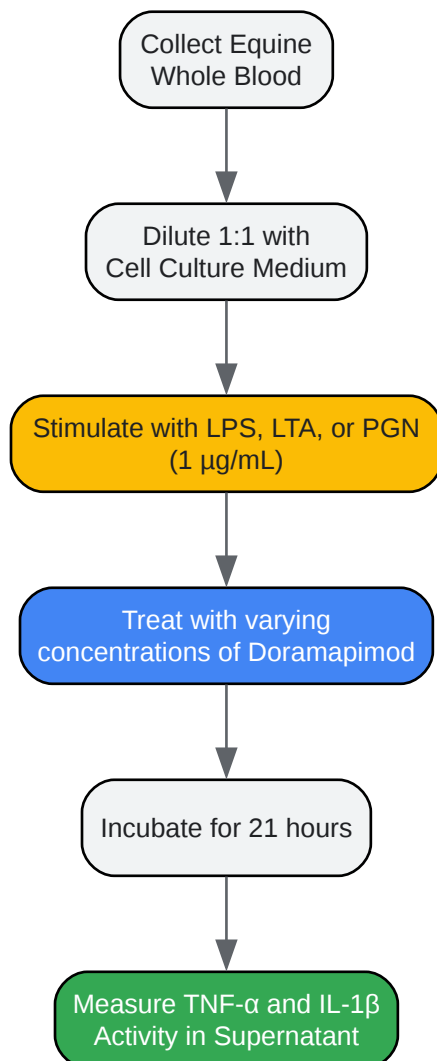 Collect Equine
Whole Blood
Dilute 1:1 with
Cell Culture Medium
Stimulate with LPS, LTA, or PGN
(1 µg/mL)
Treat with varying
concentrations of Doramapimod
Incubate for 21 hours
Measure TNF-α and IL-1β
Activity in Supernatant